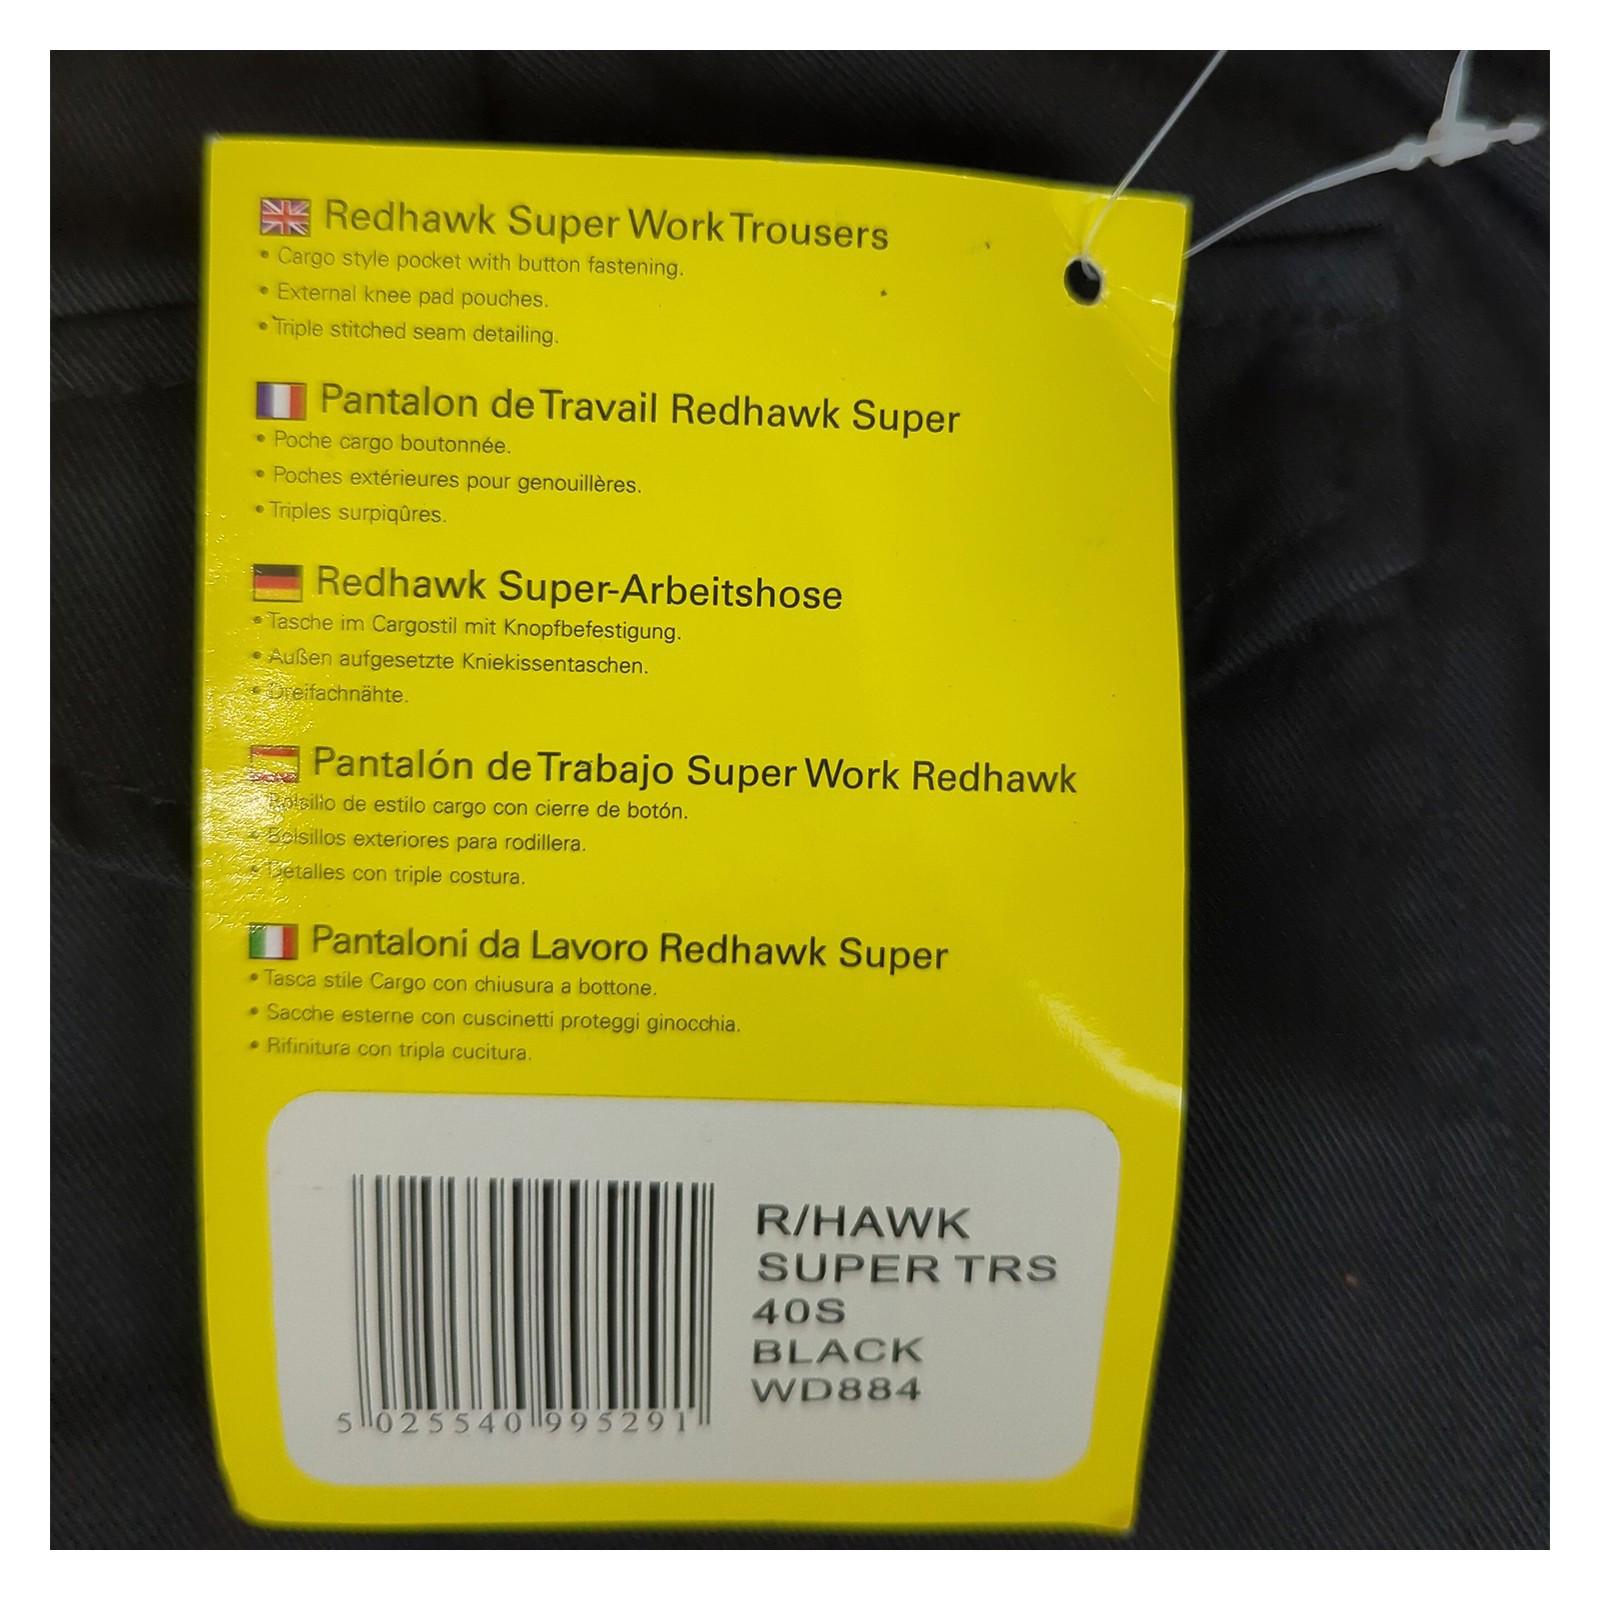 Redhawk Super Work Trousers
• Cargo style pocket with button fastening.
• External knee pad pouches.
• Triple stitched seam detailing.
Pantalon de Travail Redhawk Super
• Poche cargo boutonnée.
• Poches extérieures pour genouillères.
• Triples surpiqûres.
Redhawk Super-Arbeitshose
• Tasche im Cargostil mit Knopfbefestigung.
• Außen aufgesetzte Kniekissentaschen.
• Dreifachnähte.
Pantalón de Trabajo Super Work Redhawk
Bolsillo de estilo cargo con cierre de botón.
• Bolsillos exteriores para rodillera.
• Detalles con triple costura.
Pantaloni da Lavoro Redhawk Super
• Tasca stile Cargo con chiusura a bottone.
• Sacche esterne con cuscinetti proteggi ginocchia.
• Rifinitura con tripla cucitura.
R/HAWK
SUPER TRS
40S
BLACK
WD884
5 025540 995291